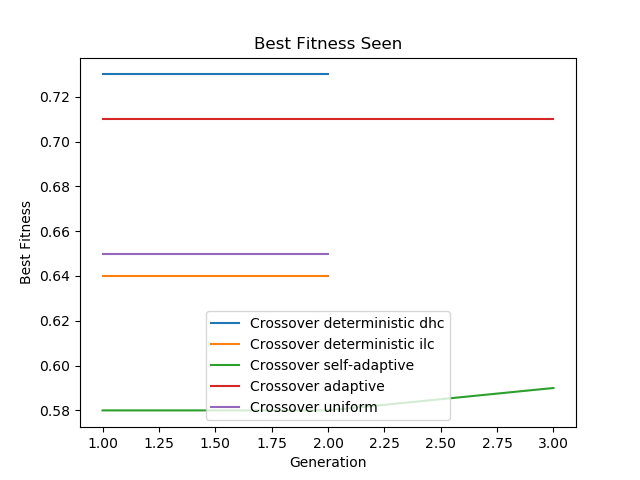 Best Fitness Seen
0.72
0.70
0.68
0.66
0.64
0.62
0.60
0.58
Best Fitness
Crossover deterministic dhc
Crossover deterministic ilc
Crossover self-adaptive
Crossover adaptive
Crossover uniform
1.00 1.25 1.50 1.75 2.00 2.25 2.50 2.75 3.00
Generation